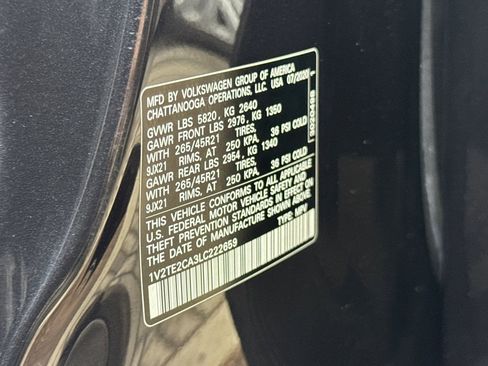 MFD BY VOLKSWAGEN GROUP OF AMERICA
CHATTANOOGA OPERATIONS, LLC. USA 07/2020
GVWR LBS 5820, KG 2640
GAWR FRONT LBS 2976, KG 1350
WITH 265/45R21 TIRES,
9JX21 RIMS, AT 250 KPA, 36 PSI COLD
GAWR REAR LBS 2954, KG 1340
WITH 265/45R21 TIRES,
9JX21 RIMS, AT 250 KPA, 36 PSI COLD
THIS VEHICLE CONFORMS TO ALL APPLICABLE
U.S. FEDERAL MOTOR VEHICLE SAFETY AND
THEFT PREVENTION STANDARDS IN EFFECT ON
THE DATE OF MANUFACTURE SHOWN ABOVE.
1V2TE2CA3LC222659 TYPE: MPV